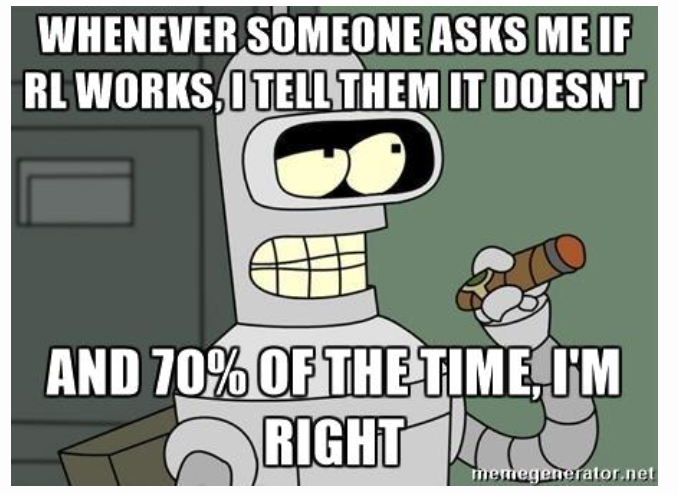 WHENEVER SOMEONE ASKS ME IF
RL WORKS, I TELL THEM IT DOESN'T
AND 70% OF THE TIME, I'M
RIGHT
memegenerator.net